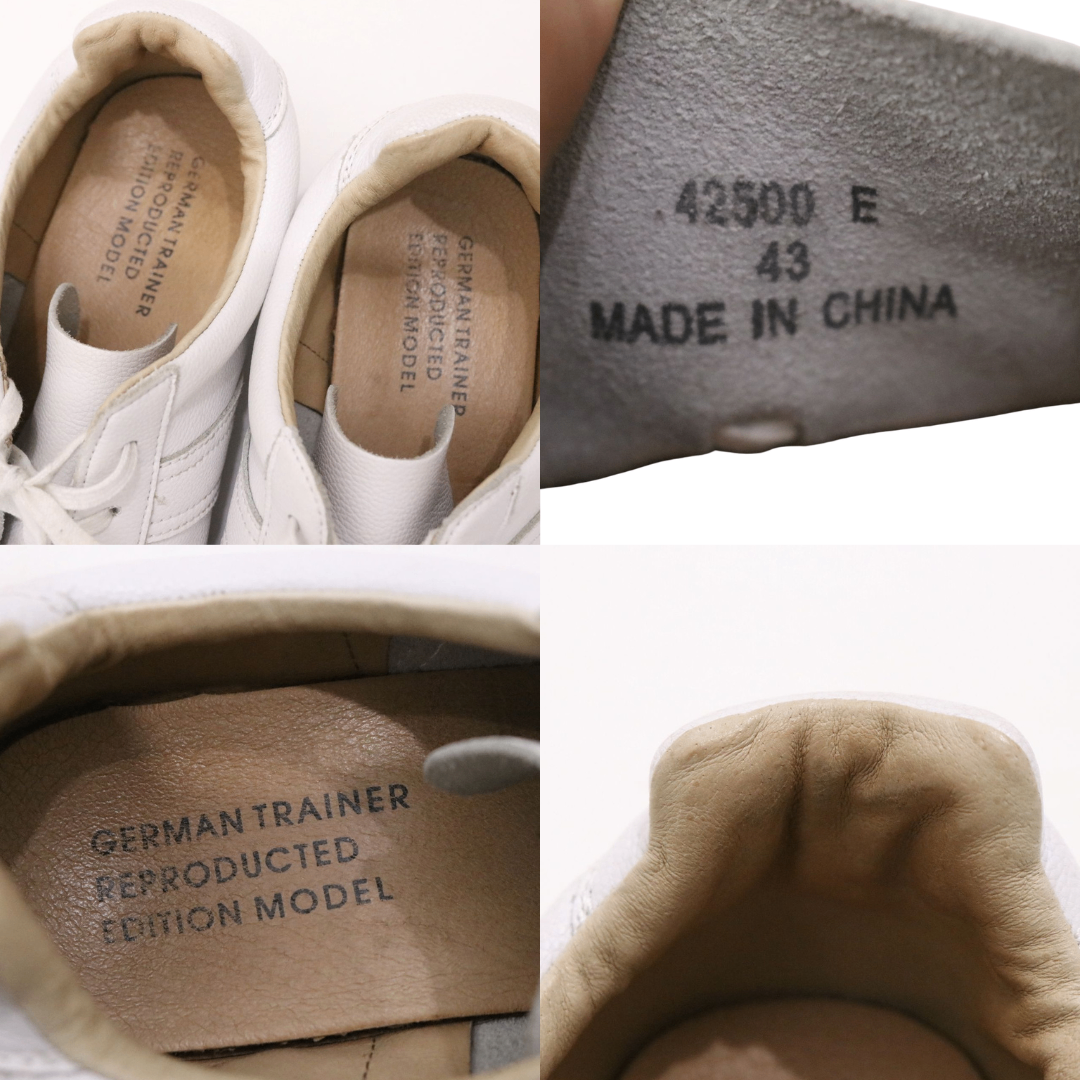 GERMAN TRAINER
REPRODUCTED
EDITION MODEL
GERMAN TRAINER
REPRODUCTED
EDITION MODEL
42500 E
43
MADE IN CHINA
GERMAN TRAINER
REPRODUCTED
EDITION MODEL